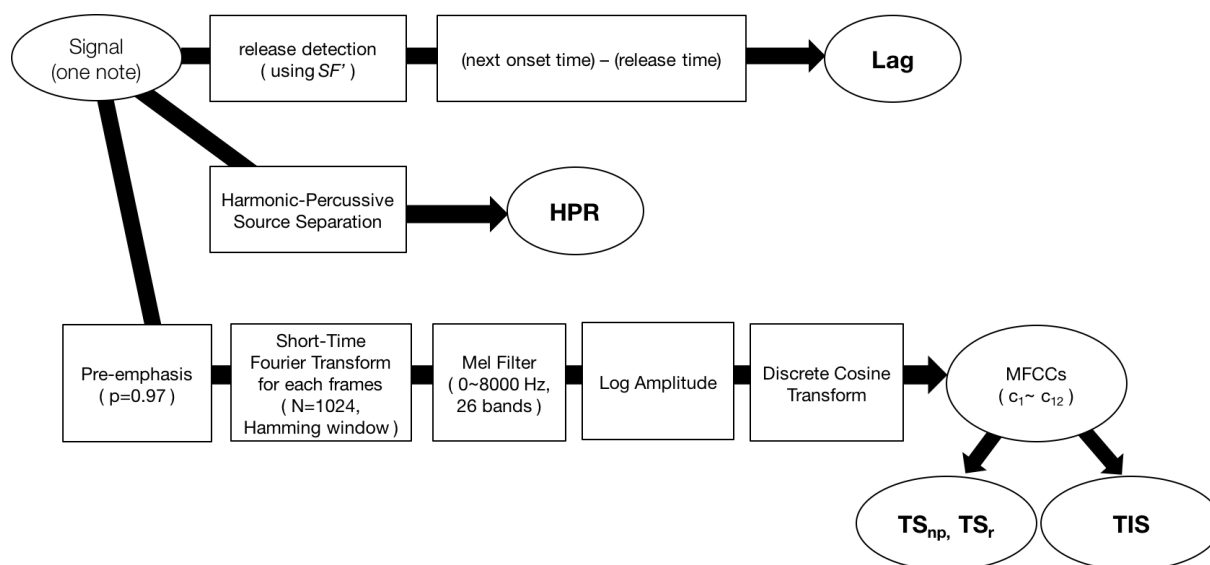 Signal
(one note)
release detection
( using SF’ )
(next onset time) – (release time)
Lag
Harmonic-Percussive
Source Separation
HPR
Pre-emphasis
( p=0.97 )
Short-Time
Fourier Transform
for each frames
( N=1024,
Hamming window )
Mel Filter
( 0~8000 Hz,
26 bands )
Log Amplitude
Discrete Cosine
Transform
MFCCs
( c₁~ c₁₂ )
TSnp, TSr
TIS